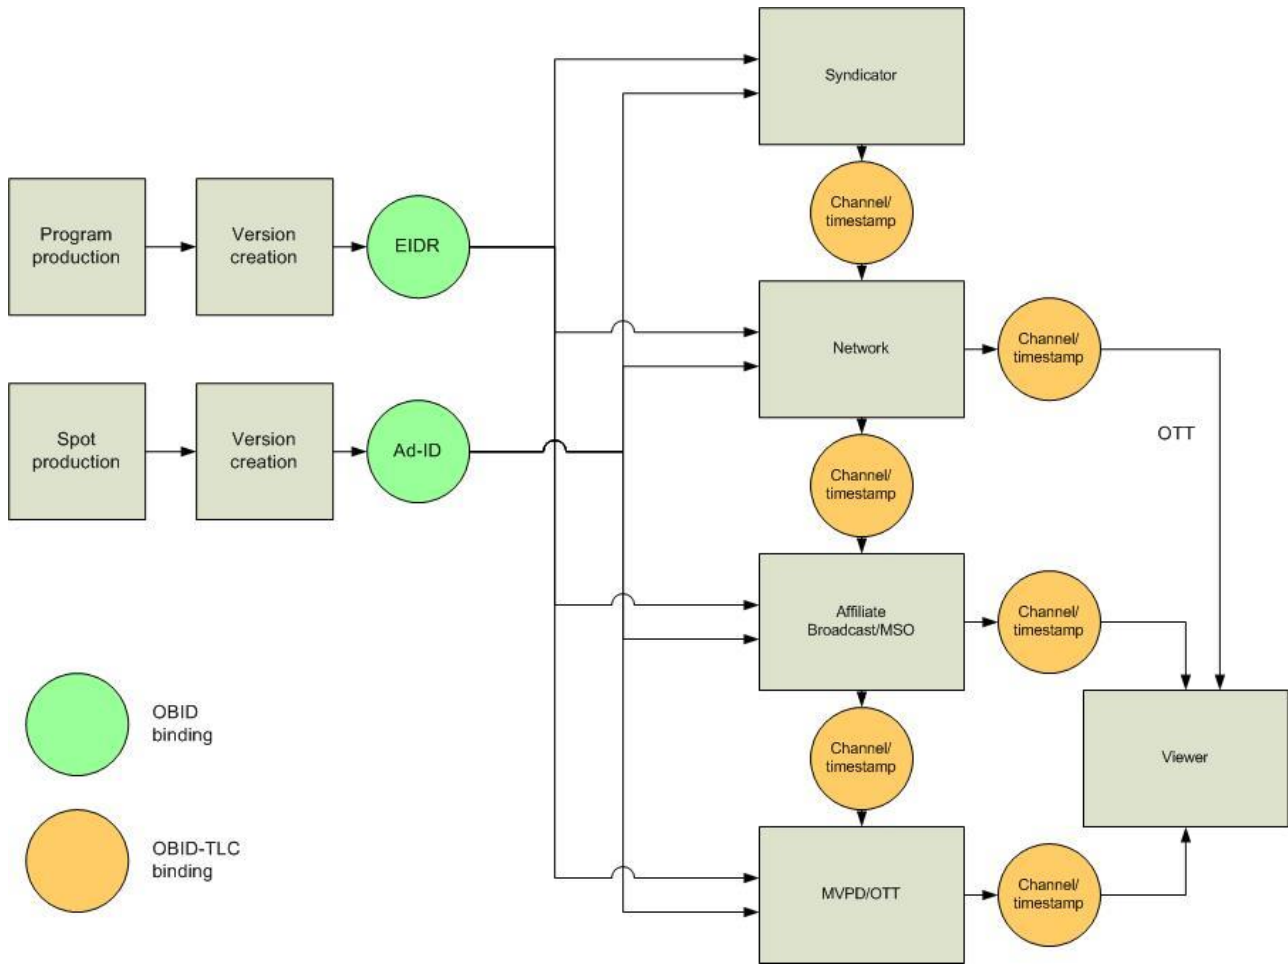 Syndicator
Channel/
timestamp
Program
production
Version
creation
EIDR
Network
Channel/
timestamp
Spot
production
Version
creation
Ad-ID
OTT
Channel/
timestamp
Affiliate
Broadcast/MSO
Channel/
timestamp
OBID
binding
Channel/
timestamp
Viewer
OBID-TLC
binding
MVPD/OTT
Channel/
timestamp